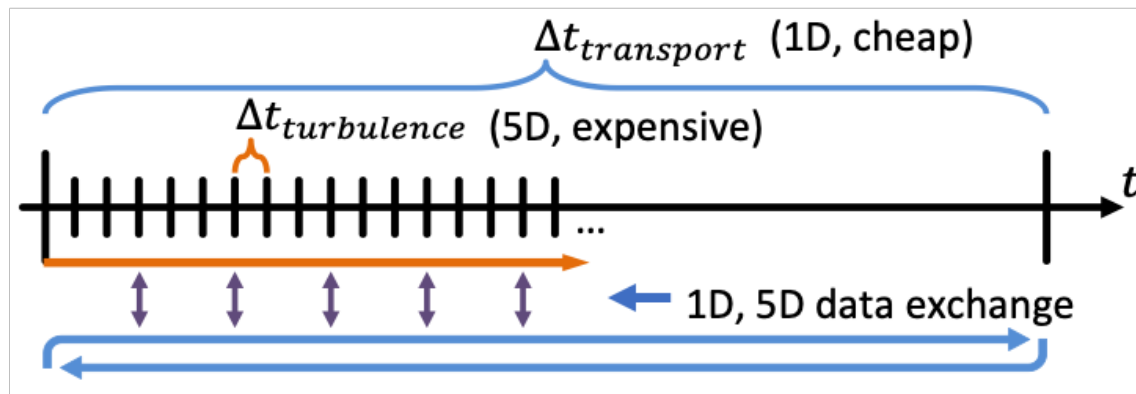 Δt_transport (1D, cheap)
Δt_turbulence (5D, expensive)
t
...
1D, 5D data exchange